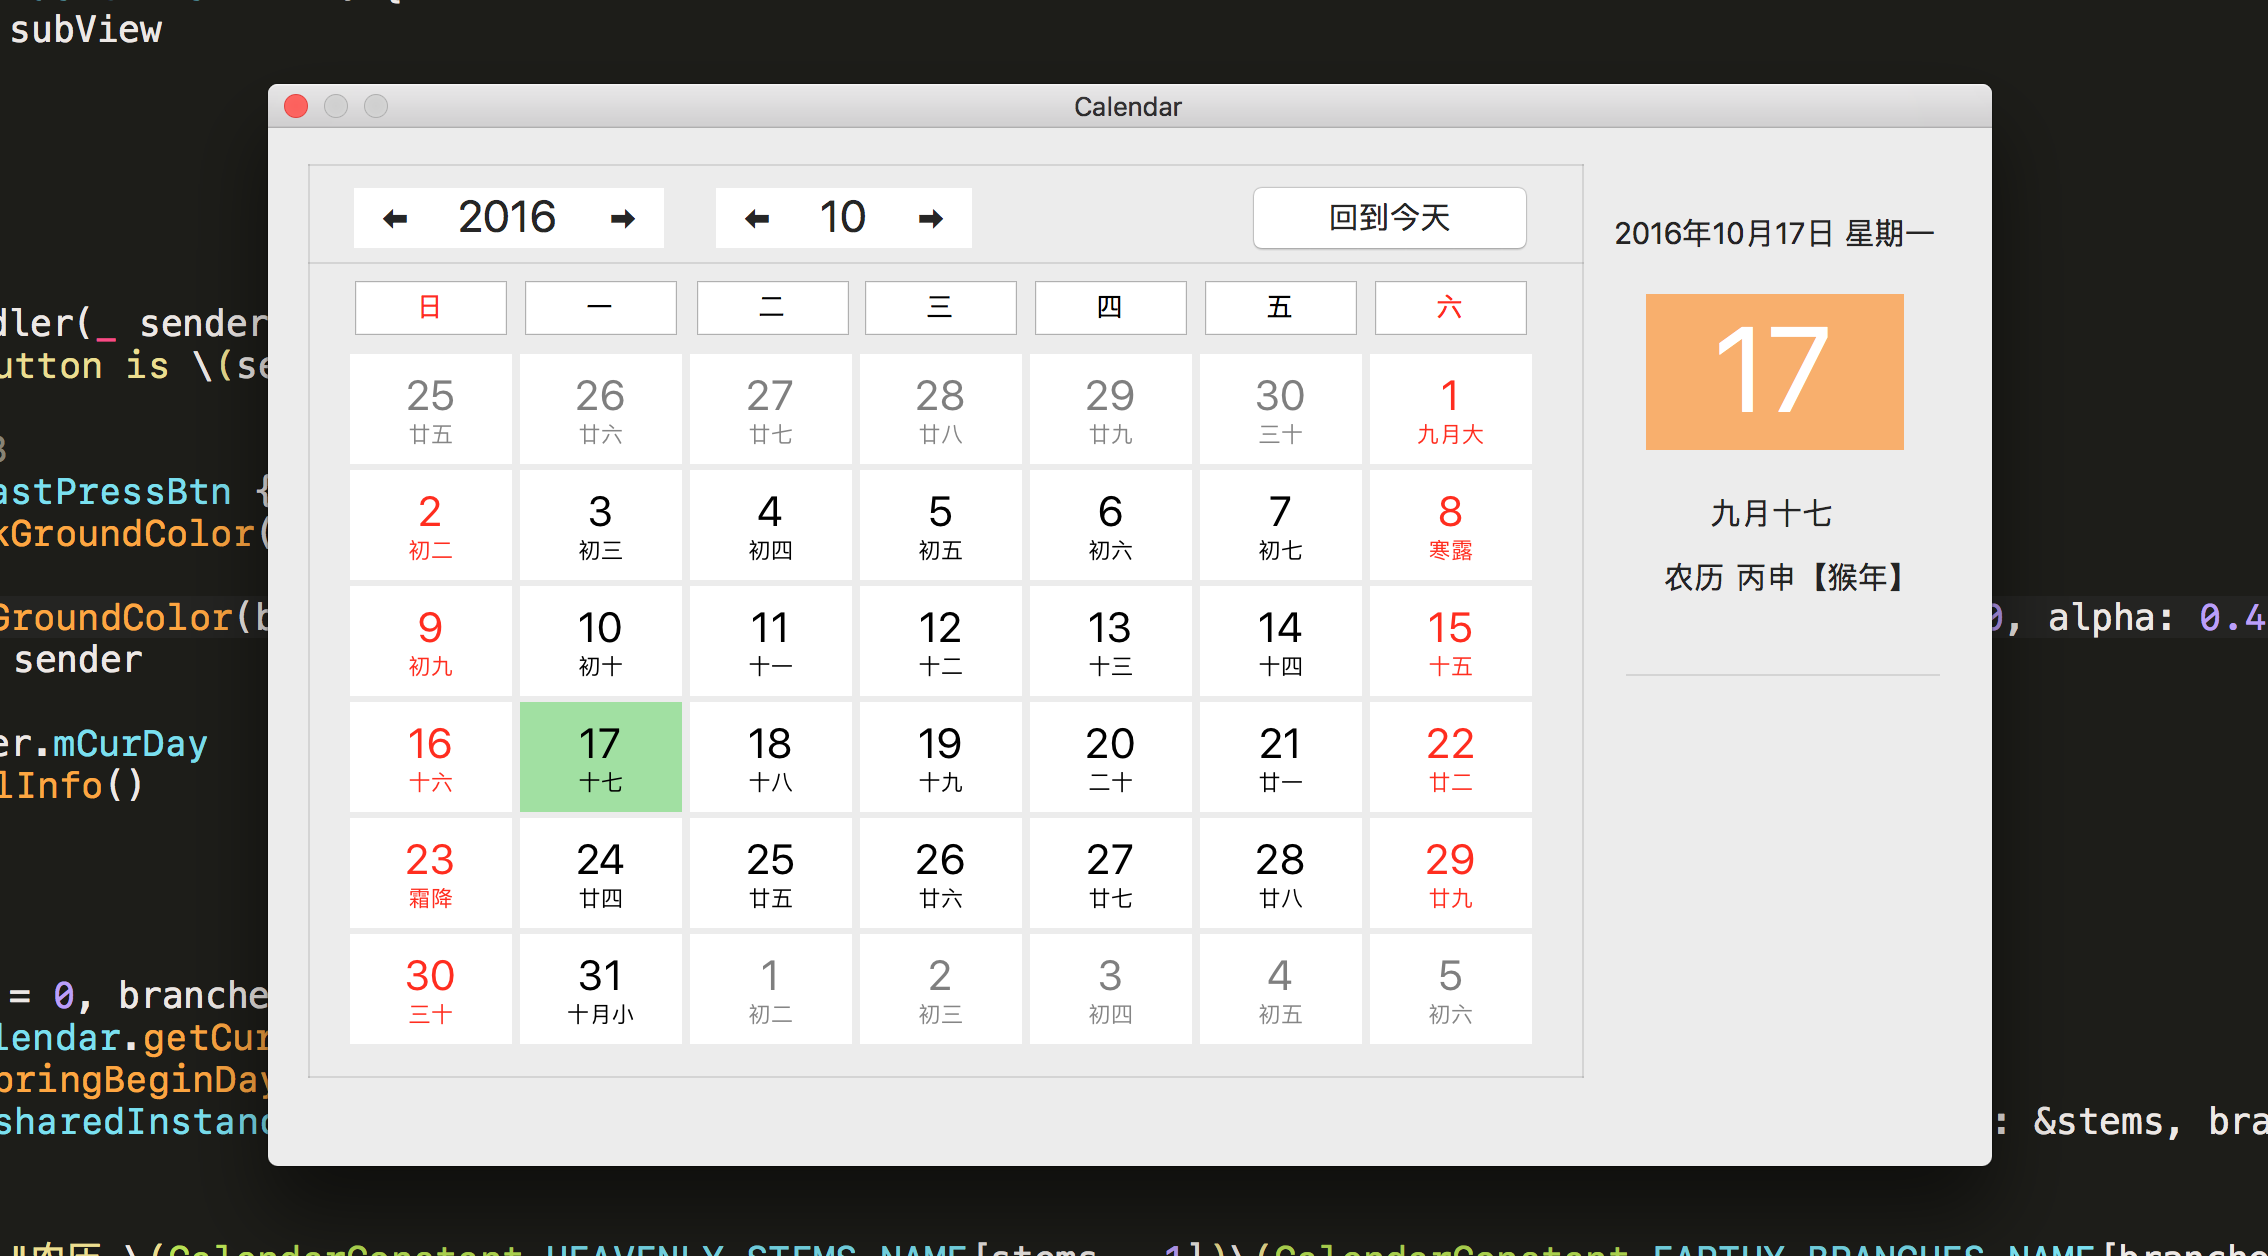 subView
Calendar
2016
10
回到今天
2016年10月17日 星期一
日 一 二 三 四 五 六
17
25 26 27 28 29 30 1
廿五 廿六 廿七 廿八 廿九 三十 九月大
2 3 4 5 6 7 8
初二 初三 初四 初五 初六 初七 寒露
九月十七
农历 丙申【猴年】
9 10 11 12 13 14 15
初九 初十 十一 十二 十三 十四 十五
16 17 18 19 20 21 22
十六 十七 十八 十九 二十 廿一 廿二
23 24 25 26 27 28 29
霜降 廿四 廿五 廿六 廿七 廿八 廿九
30 31 1 2 3 4 5
三十 十月小 初二 初三 初四 初五 初六
dler(_ sender
utton is \(se
astPressBtn {
kGroundColor(
GroundColor(b
0, alpha: 0.4
sender
er.mCurDay
lInfo()
= 0, branche
lendar.getCur
pringBeginDay
sharedInstanc
: &stems, bra
"农历 \(CalendarConstant.HEAVENLY_STEMS_NAME[stems - 1])\(CalendarConstant.EARTHY_BRANCHES_NAME[branche